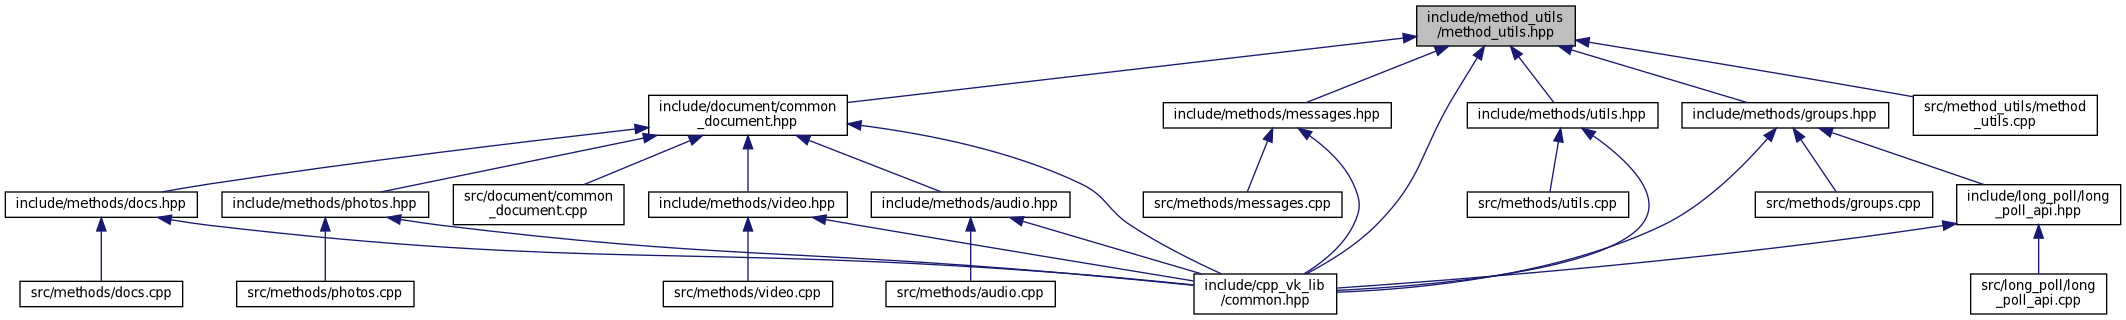 include/method_utils
/method_utils.hpp
include/document/common
_document.hpp
include/methods/messages.hpp
include/methods/utils.hpp
include/methods/groups.hpp
src/method_utils/method
_utils.cpp
include/methods/docs.hpp
include/methods/photos.hpp
src/document/common
_document.cpp
include/methods/video.hpp
include/methods/audio.hpp
src/methods/messages.cpp
src/methods/utils.cpp
src/methods/groups.cpp
include/long_poll/long
_poll_api.hpp
src/methods/docs.cpp
src/methods/photos.cpp
src/methods/video.cpp
src/methods/audio.cpp
include/cpp_vk_lib
/common.hpp
src/long_poll/long
_poll_api.cpp